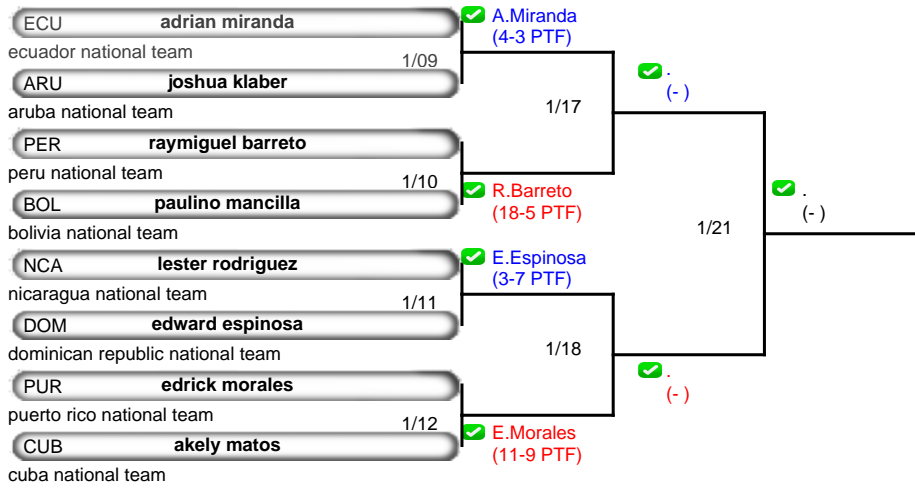 ECU adrian miranda
ecuador national team
1/09
ARU joshua klaber
aruba national team
PER raymiguel barreto
peru national team
1/10
BOL paulino mancilla
bolivia national team
NCA lester rodriguez
nicaragua national team
1/11
DOM edward espinosa
dominican republic national team
PUR edrick morales
puerto rico national team
1/12
CUB akely matos
cuba national team
A.Miranda
(4-3 PTF)
1/17
R.Barreto
(18-5 PTF)
E.Espinosa
(3-7 PTF)
1/18
E.Morales
(11-9 PTF)
.
(- )
1/21
.
(- )
.
(- )